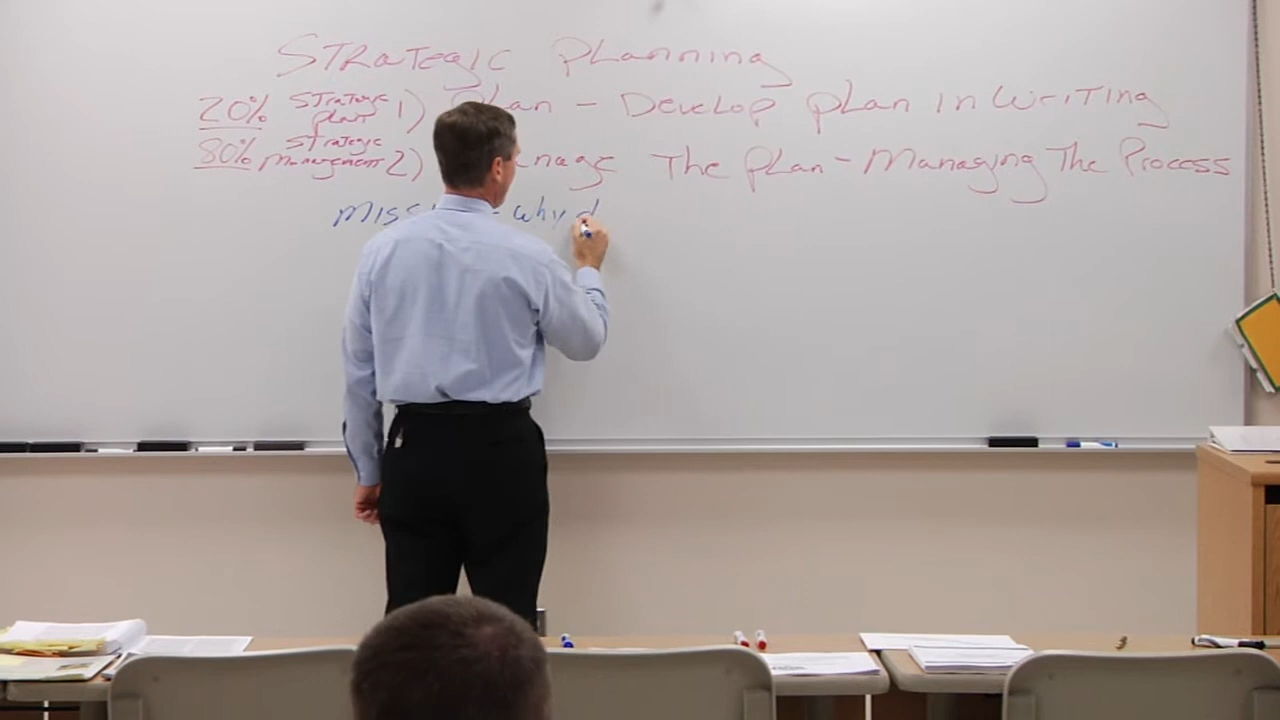 Strategic Planning
20% Strategic plan 1) Plan - Develop plan in writing
80% Strategic Management 2) nage The Plan - Managing The Process
Miss - why d